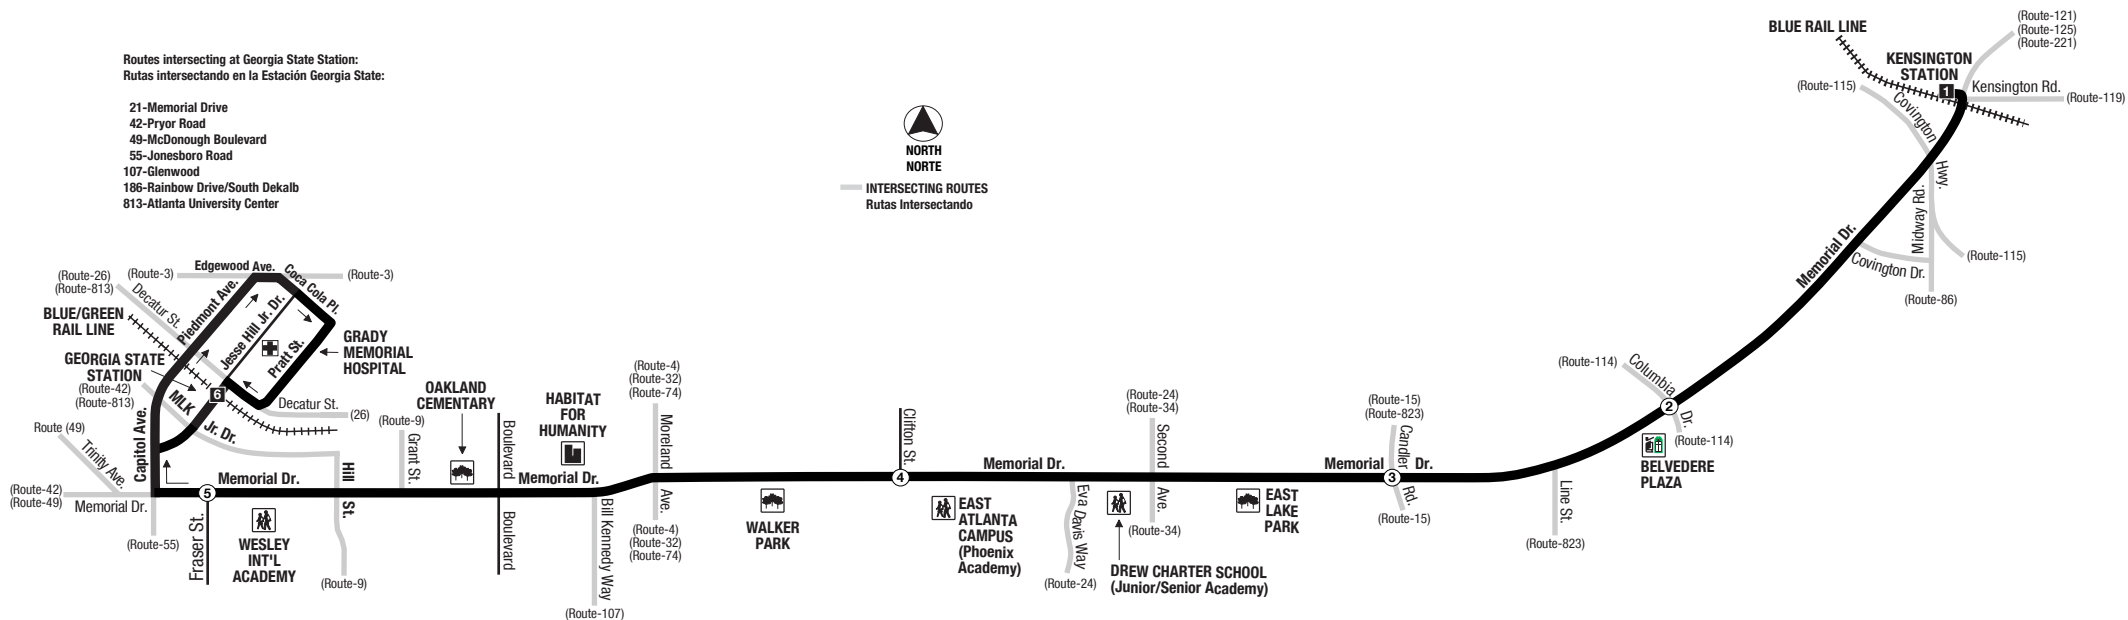 Routes intersecting at Georgia State Station:
Rutas intersectando en la Estación Georgia State:
21-Memorial Drive
42-Pryor Road
49-McDonough Boulevard
55-Jonesboro Road
107-Glenwood
186-Rainbow Drive/South Dekalb
813-Atlanta University Center
NORTH
NORTE
INTERSECTING ROUTES
Rutas Intersectando
BLUE RAIL LINE
(Route-121)
(Route-125)
(Route-221)
KENSINGTON
STATION
1
Kensington Rd.
(Route-119)
(Route-115)
Covington
Hwy.
Midway Rd.
Memorial Dr.
Covington Dr.
(Route-115)
(Route-86)
Edgewood Ave.
(Route-3)
(Route-3)
Coca Cola Pl.
(Route-26)
(Route-813)
Decatur St.
Piedmont Ave.
Jesse Hill Jr. Dr.
Pratt St.
BLUE/GREEN
RAIL LINE
GRADY
MEMORIAL
HOSPITAL
GEORGIA STATE
STATION
(Route-42)
(Route-813)
6
MLK
Jr. Dr.
Decatur St.
(26)
Capitol Ave.
Route (49)
Trinity Ave.
(Route-42)
(Route-49)
Memorial Dr.
(Route-55)
5
Memorial Dr.
Fraser St.
WESLEY
INT'L
ACADEMY
Hill
St.
(Route-9)
(Route-9)
Grant St.
OAKLAND
CEMENTARY
Boulevard
Boulevard
HABITAT
FOR
HUMANITY
Memorial Dr.
Bill Kennedy Way
(Route-107)
(Route-4)
(Route-32)
(Route-74)
Moreland
Ave.
(Route-4)
(Route-32)
(Route-74)
WALKER
PARK
Clifton St.
4
EAST
ATLANTA
CAMPUS
(Phoenix
Academy)
Memorial Dr.
Eva Davis Way
(Route-24)
DREW CHARTER SCHOOL
(Junior/Senior Academy)
(Route-24)
(Route-34)
Second
Ave.
(Route-34)
EAST
LAKE
PARK
Memorial
Dr.
(Route-15)
(Route-823)
Candler
3
Rd.
(Route-15)
Line St.
(Route-823)
(Route-114)
Columbia
2
Dr.
(Route-114)
BELVEDERE
PLAZA